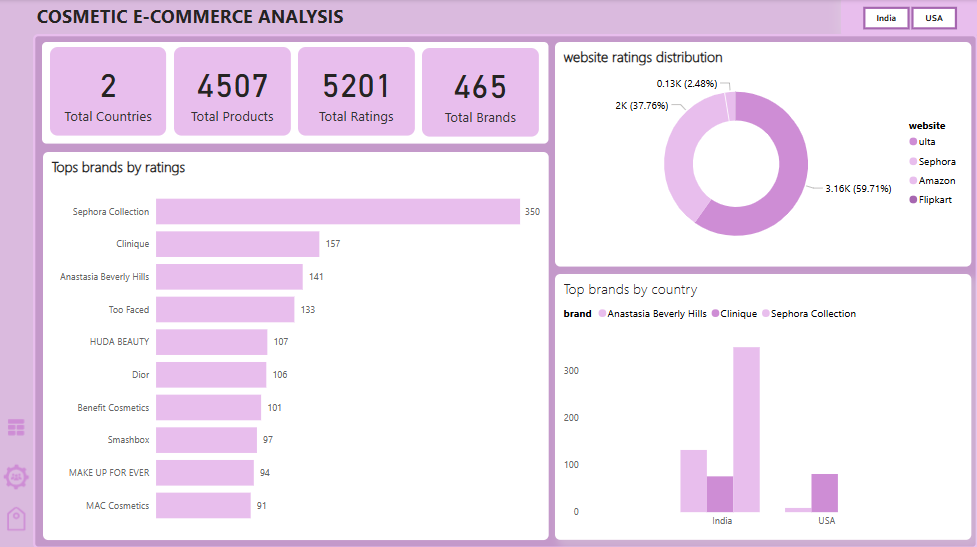 COSMETIC E-COMMERCE ANALYSIS
India
USA
2
Total Countries
4507
Total Products
5201
Total Ratings
465
Total Brands
website ratings distribution
0.13K (2.48%)
2K (37.76%)
3.16K (59.71%)
website
ulta
Sephora
Amazon
Flipkart
Tops brands by ratings
Sephora Collection 350
Clinique 157
Anastasia Beverly Hills 141
Too Faced 133
HUDA BEAUTY 107
Dior 106
Benefit Cosmetics 101
Smashbox 97
MAKE UP FOR EVER 94
MAC Cosmetics 91
Top brands by country
brand Anastasia Beverly Hills Clinique Sephora Collection
300
200
100
0
India USA